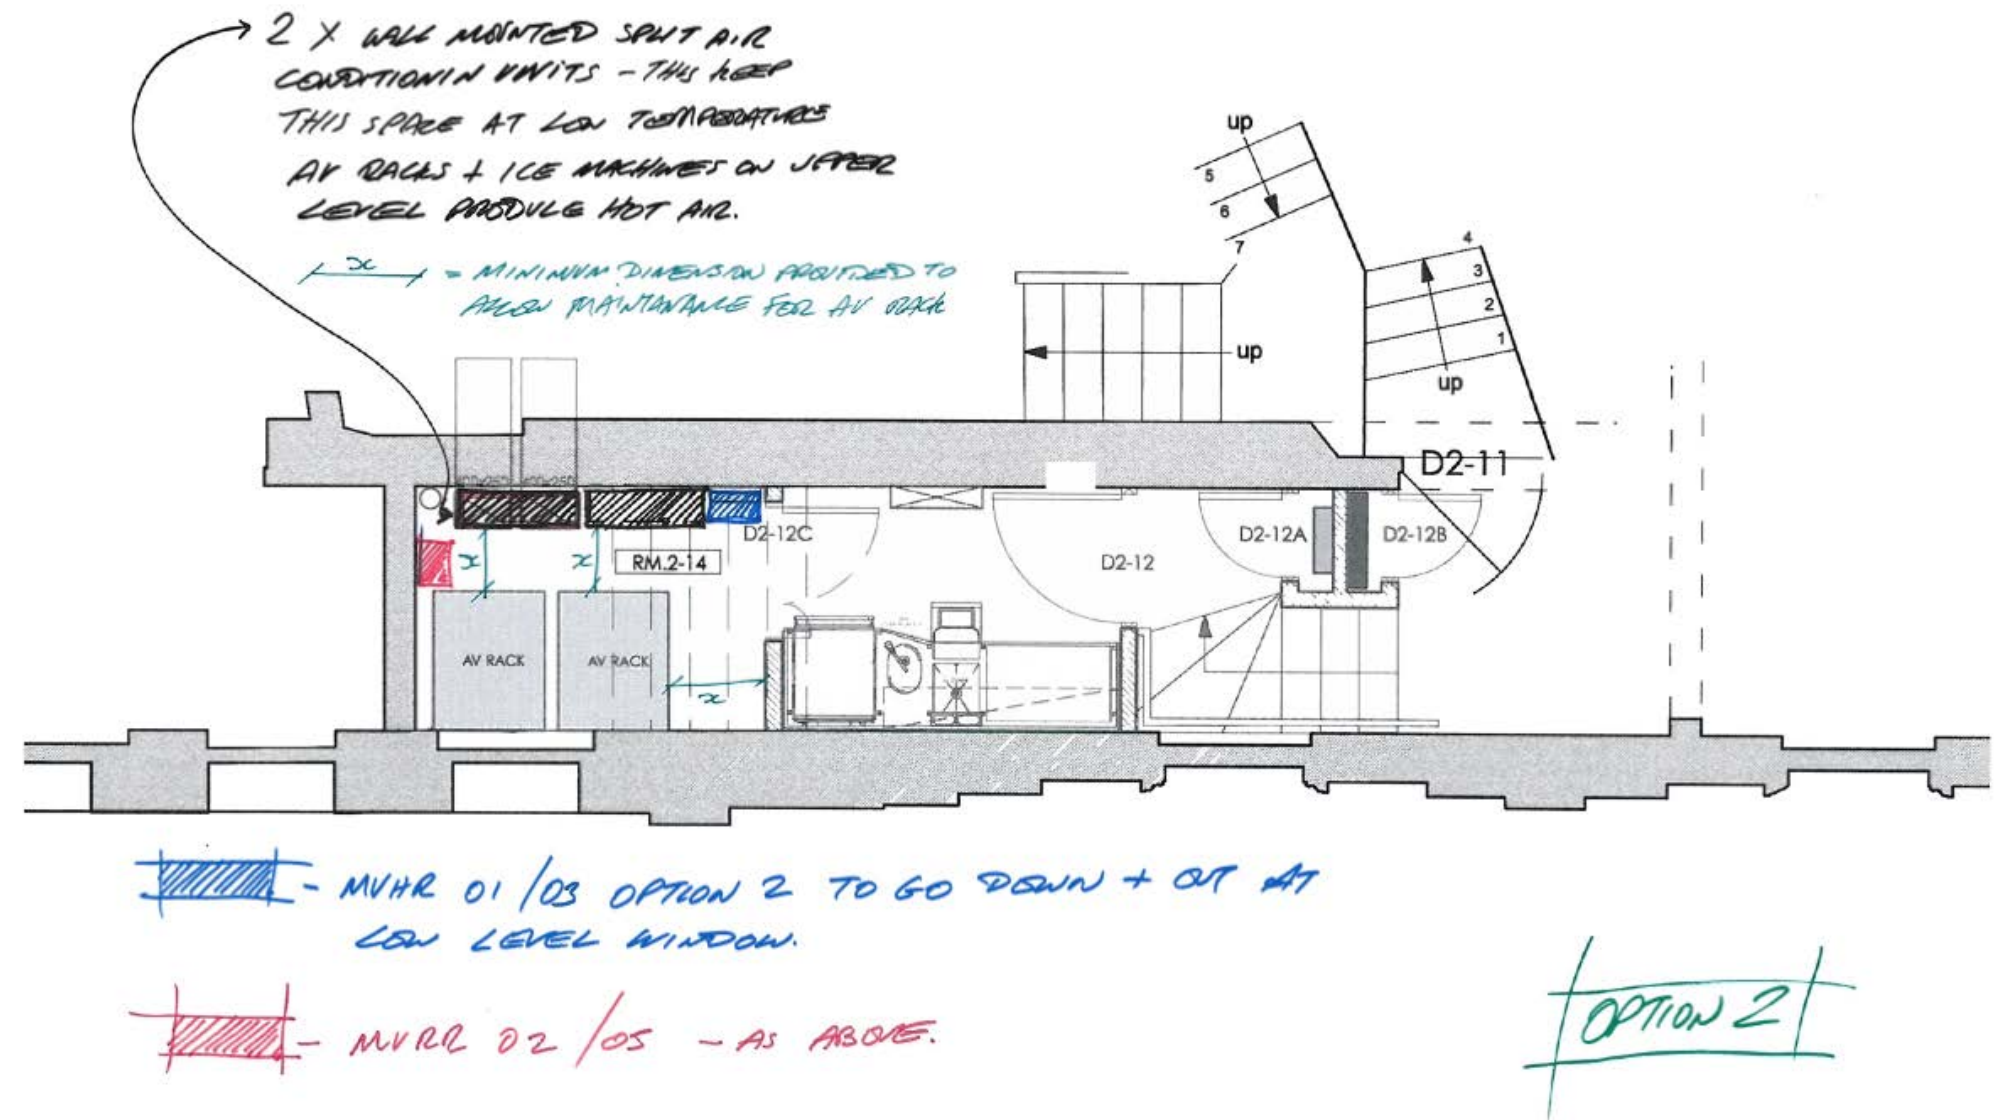 2 X WALL MOUNTED SPLIT AIR
CONDITIONIN UNITS - THIS KEEP
THIS SPACE AT LOW TEMPERATURE
AV RACKS + ICE MACHINES ON UPPER
LEVEL PRODUCE HOT AIR.
x = MINIMUM DIMENSION PROVIDED TO
ALLOW MAINTANANCE FOR AV RACK
up
5
6
7
4
3
2
1
up
up
D2-11
D2-12C
D2-12A
D2-12B
x
x
RM.2-14
D2-12
AV RACK
AV RACK
x
- MVHR 01/03 OPTION 2 TO GO DOWN + OUT AT
LOW LEVEL WINDOW.
- MVRR 02/05 - AS ABOVE.
OPTION 2